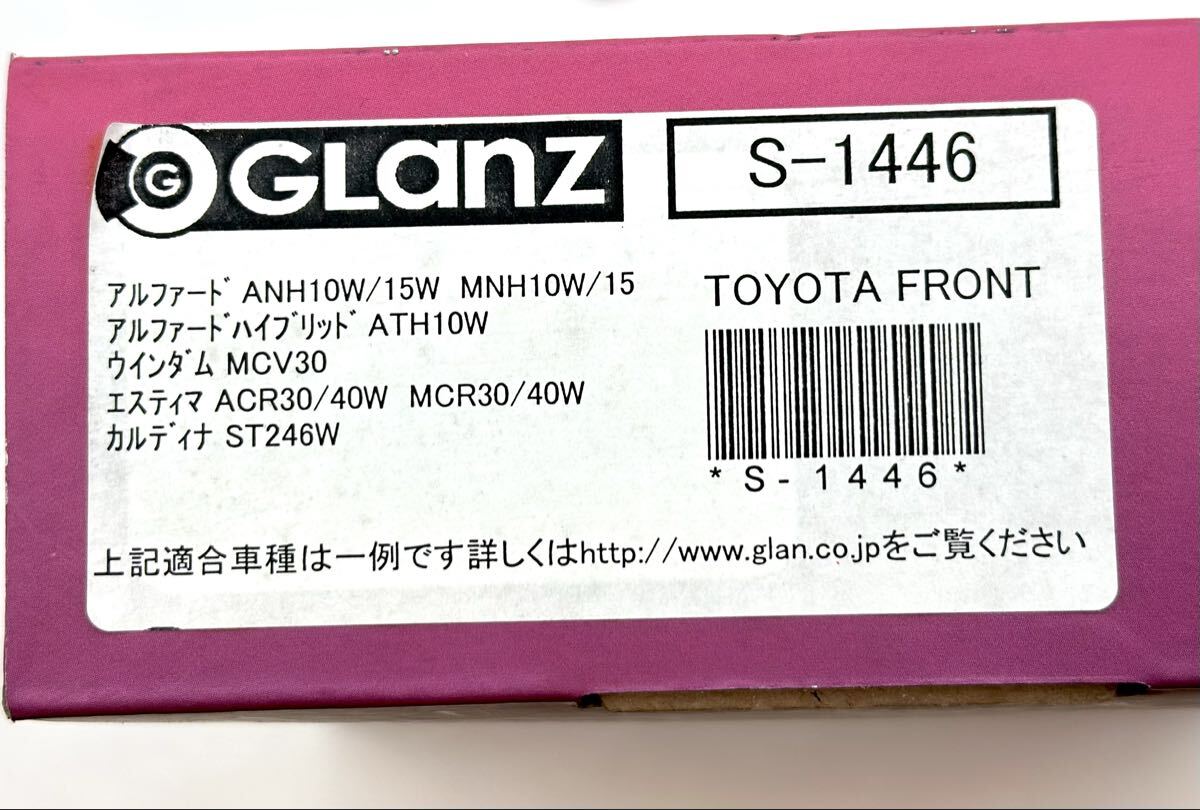 G GLanz
S-1446
アルファード ANH10W/15W MNH10W/15
アルファードハイブリッド ATH10W
ウインダム MCV30
エスティマ ACR30/40W MCR30/40W
カルディナ ST246W
TOYOTA FRONT
*S-1446*
上記適合車種は一例です詳しくはhttp://www.glan.co.jpをご覧ください